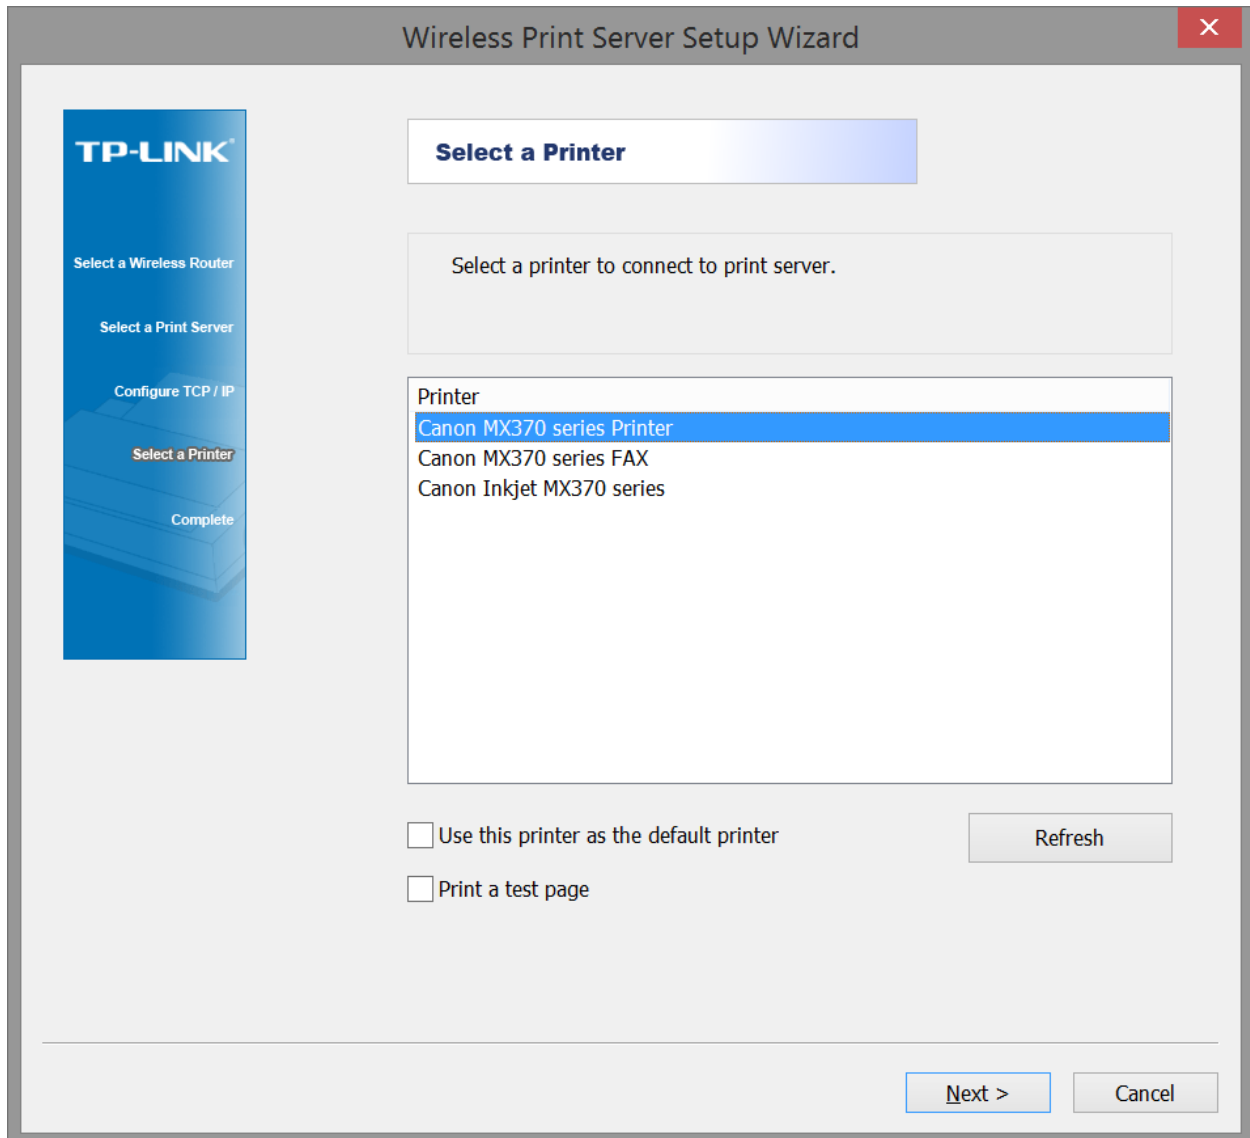 Wireless Print Server Setup Wizard
TP-LINK®
Select a Wireless Router
Select a Print Server
Configure TCP / IP
Select a Printer
Complete
Select a Printer
Select a printer to connect to print server.
Printer
Canon MX370 series Printer
Canon MX370 series FAX
Canon Inkjet MX370 series
Use this printer as the default printer
Refresh
Print a test page
Next >
Cancel